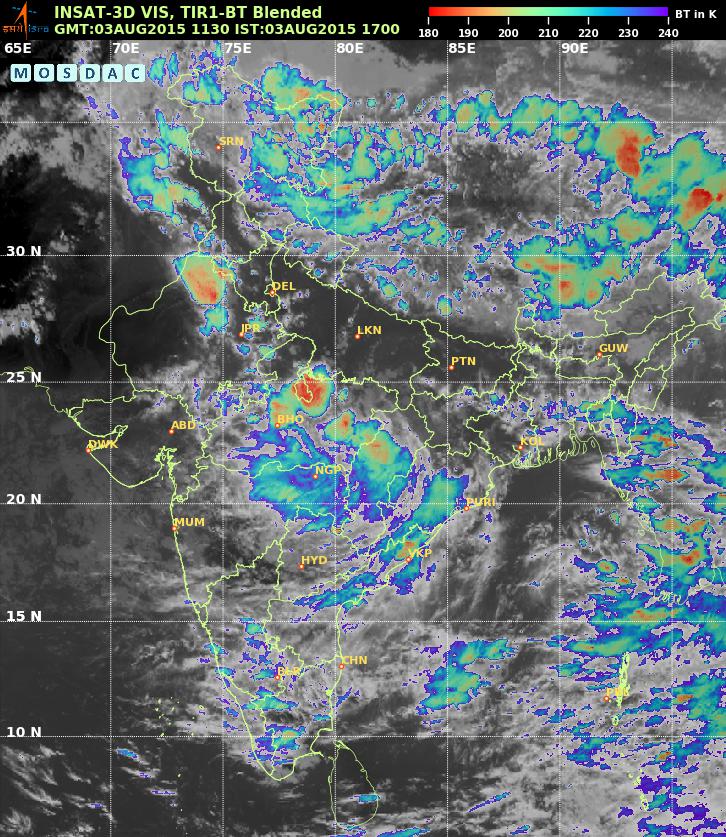 INSAT-3D VIS, TIR1-BT Blended
GMT:03AUG2015 1130 IST:03AUG2015 1700
BT in K
180 190 200 210 220 230 240
65E 70E 75E 80E 85E 90E
M O S D A C
SRN
30 N
DEL
JPR
LKN
GUW
PTN
25 N
BHO
ABD
DWK
KOL
NGP
20 N
PURI
MUM
VKP
HYD
15 N
CHN
10 N